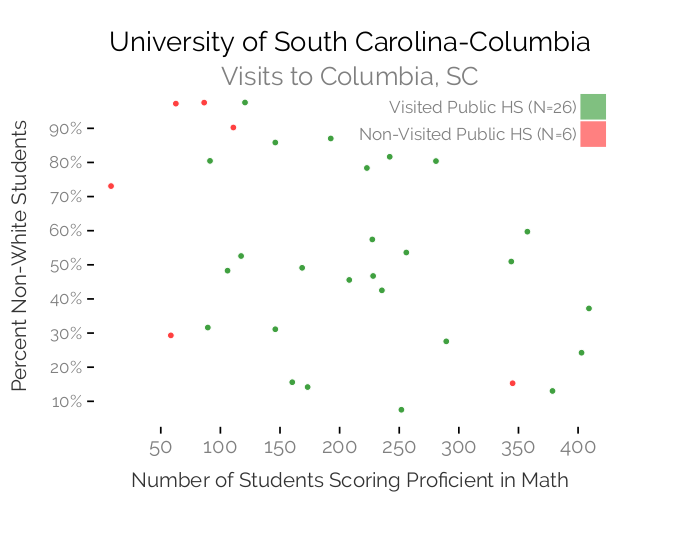 University of South Carolina-Columbia
Visits to Columbia, SC
Visited Public HS (N=26)
Non-Visited Public HS (N=6)
Percent Non-White Students
90%
80%
70%
60%
50%
40%
30%
20%
10%
50 100 150 200 250 300 350 400
Number of Students Scoring Proficient in Math